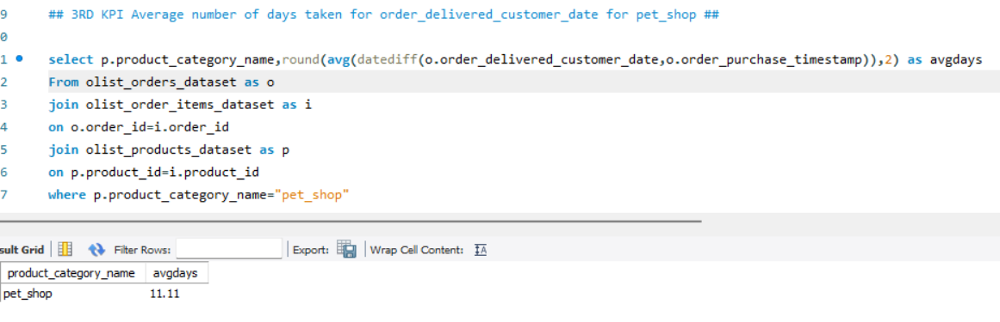 9 ## 3RD KPI Average number of days taken for order_delivered_customer_date for pet_shop ##
0
1 select p.product_category_name,round(avg(datediff(o.order_delivered_customer_date,o.order_purchase_timestamp)),2) as avgdays
2 From olist_orders_dataset as o
3 join olist_order_items_dataset as i
4 on o.order_id=i.order_id
5 join olist_products_dataset as p
6 on p.product_id=i.product_id
7 where p.product_category_name="pet_shop"
sult Grid Filter Rows: Export: Wrap Cell Content: IA
product_category_name avgdays
pet_shop 11.11